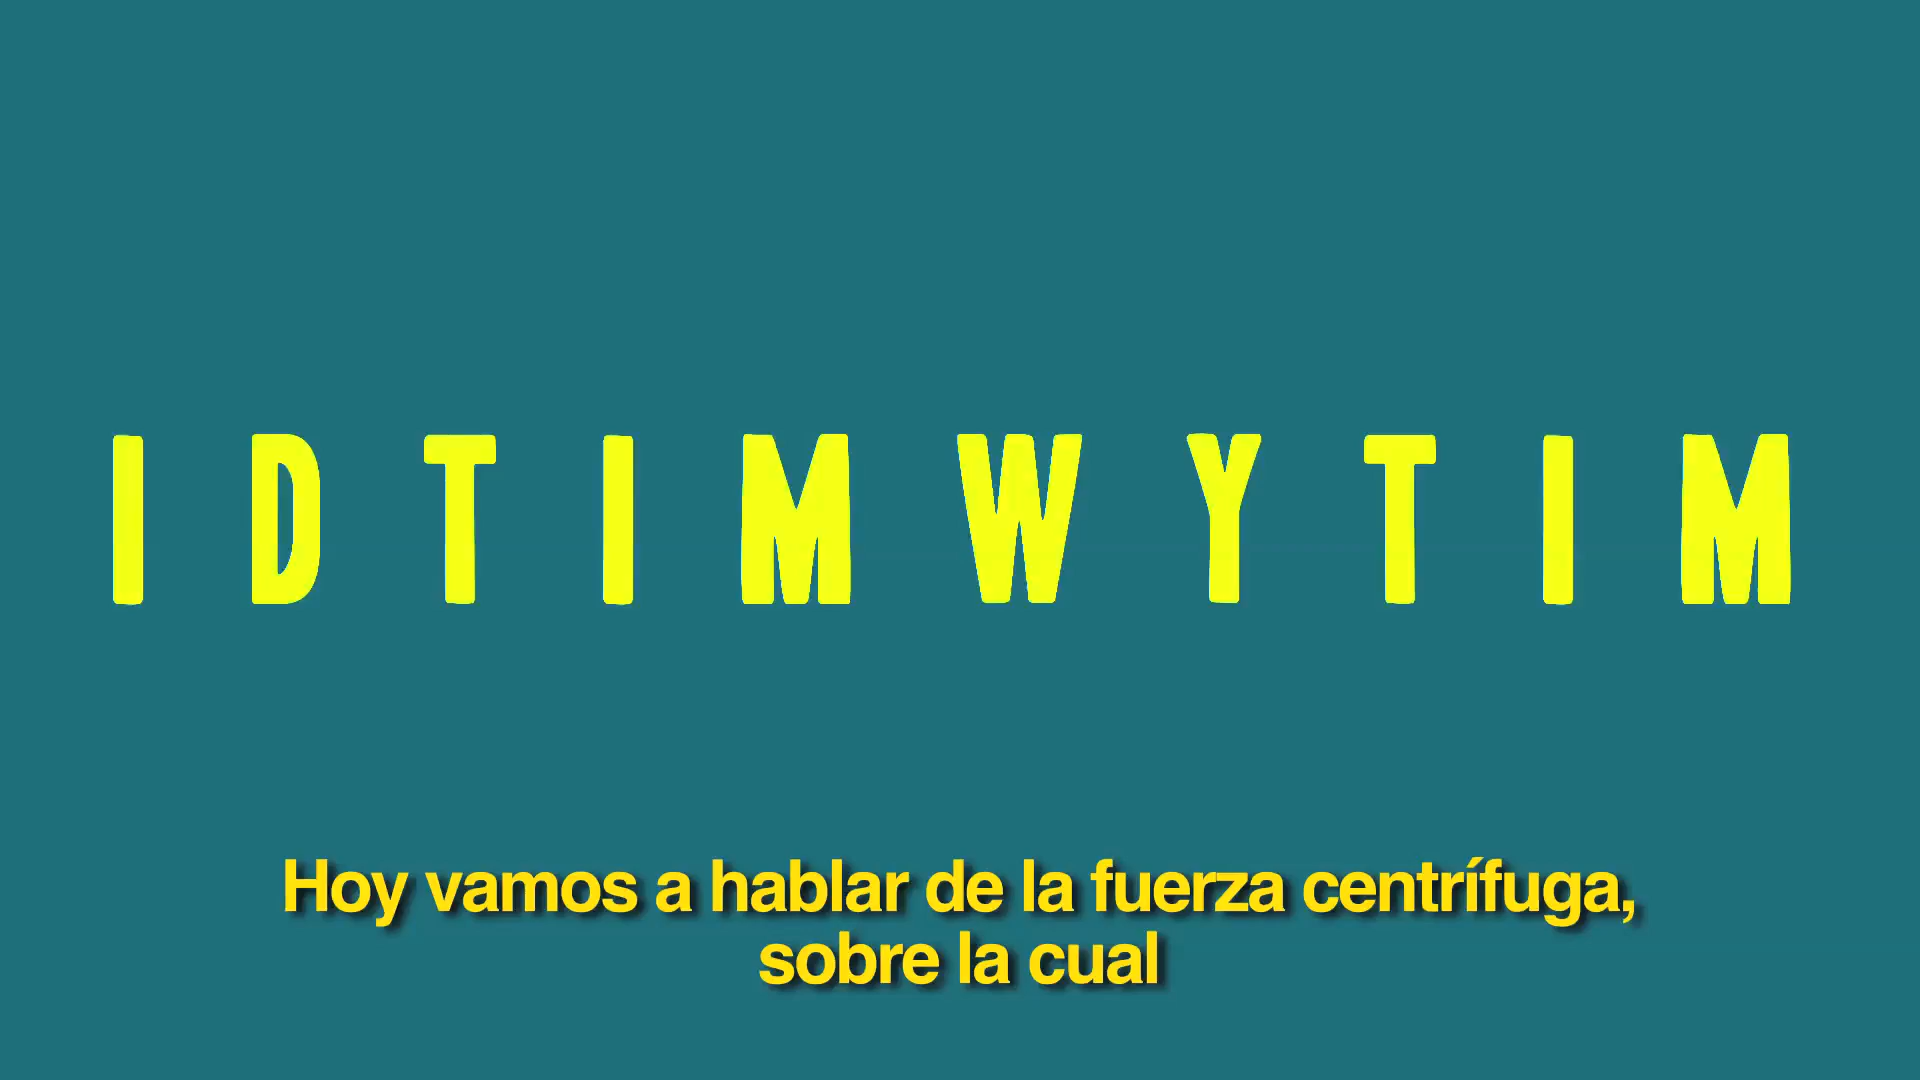 I D T I M W Y T I M
Hoy vamos a hablar de la fuerza centrífuga,
sobre la cual